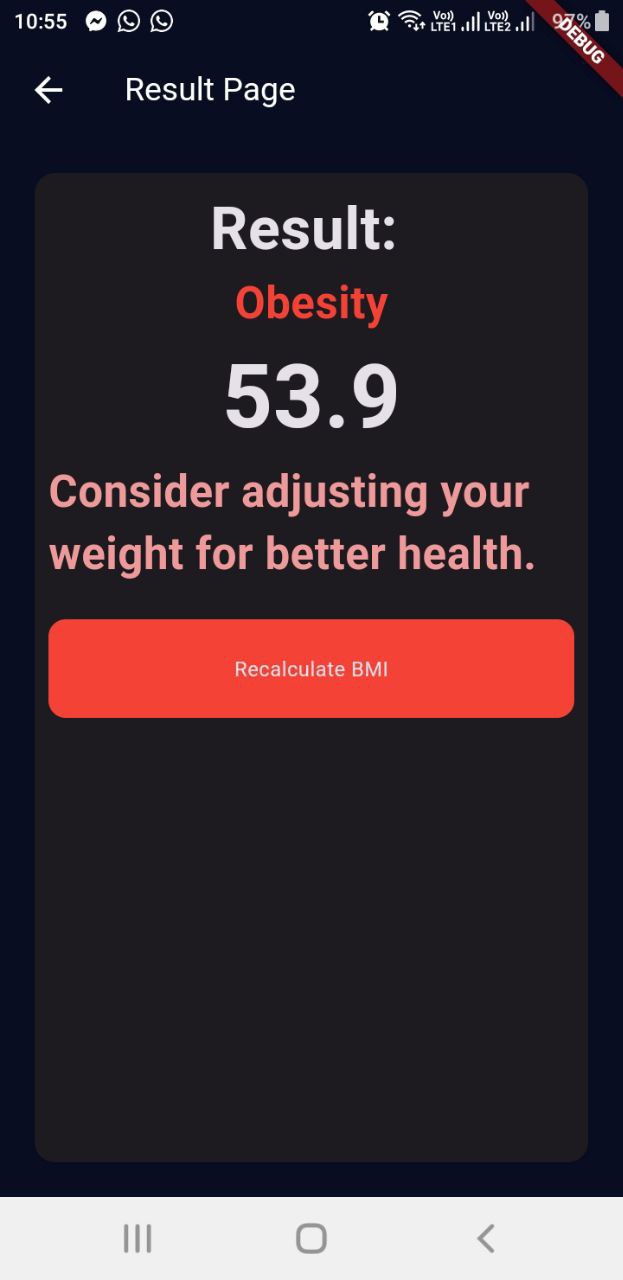 10:55 Vo)) LTE1 Vo)) LTE2 97%
DEBUG
Result Page
Result:
Obesity
53.9
Consider adjusting your
weight for better health.
Recalculate BMI